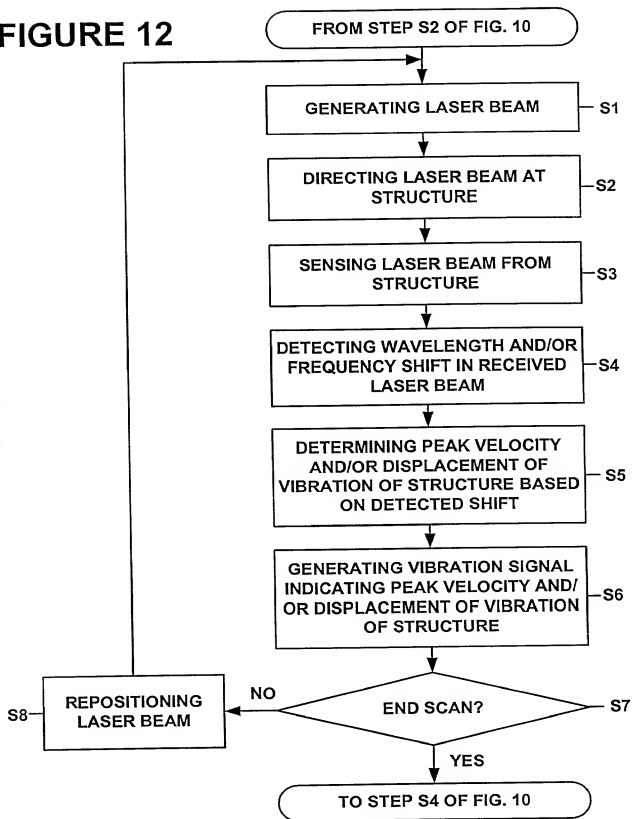 FIGURE 12
FROM STEP S2 OF FIG. 10
GENERATING LASER BEAM
S1
DIRECTING LASER BEAM AT
STRUCTURE
S2
SENSING LASER BEAM FROM
STRUCTURE
S3
DETECTING WAVELENGTH AND/OR
FREQUENCY SHIFT IN RECEIVED
LASER BEAM
S4
DETERMINING PEAK VELOCITY
AND/OR DISPLACEMENT OF
VIBRATION OF STRUCTURE BASED
ON DETECTED SHIFT
S5
GENERATING VIBRATION SIGNAL
INDICATING PEAK VELOCITY AND/
OR DISPLACEMENT OF VIBRATION
OF STRUCTURE
S6
END SCAN?
S7
NO
REPOSITIONING
LASER BEAM
S8
YES
TO STEP S4 OF FIG. 10